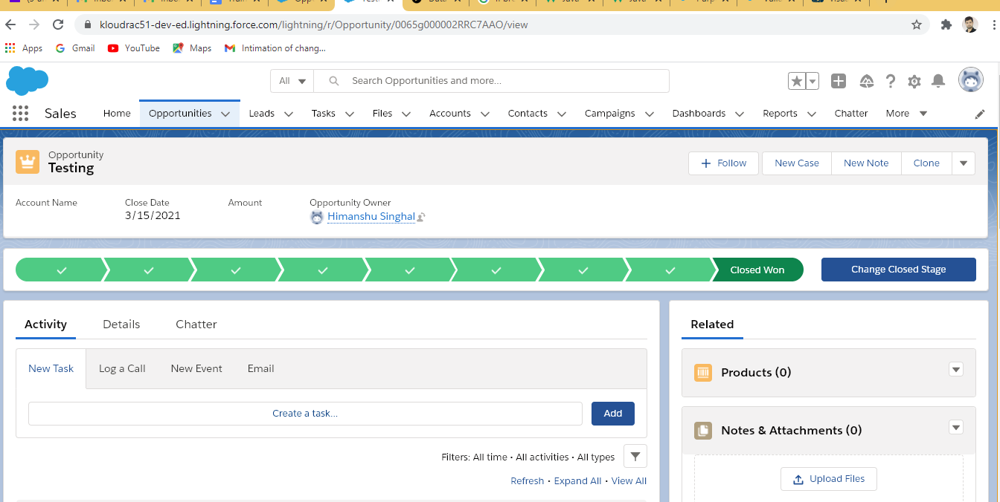 kloudrac51-dev-ed.lightning.force.com/lightning/r/Opportunity/0065g000002RRC7AAO/view
Apps Gmail YouTube Maps Intimation of chang...
All Search Opportunities and more...
Sales Home Opportunities Leads Tasks Files Accounts Contacts Campaigns Dashboards Reports Chatter More
Opportunity
Testing
+ Follow New Case New Note Clone
Account Name Close Date Amount Opportunity Owner
3/15/2021 Himanshu Singhal
Closed Won Change Closed Stage
Activity Details Chatter
Related
New Task Log a Call New Event Email
Products (0)
Create a task... Add
Notes & Attachments (0)
Filters: All time • All activities • All types
Refresh • Expand All • View All
Upload Files